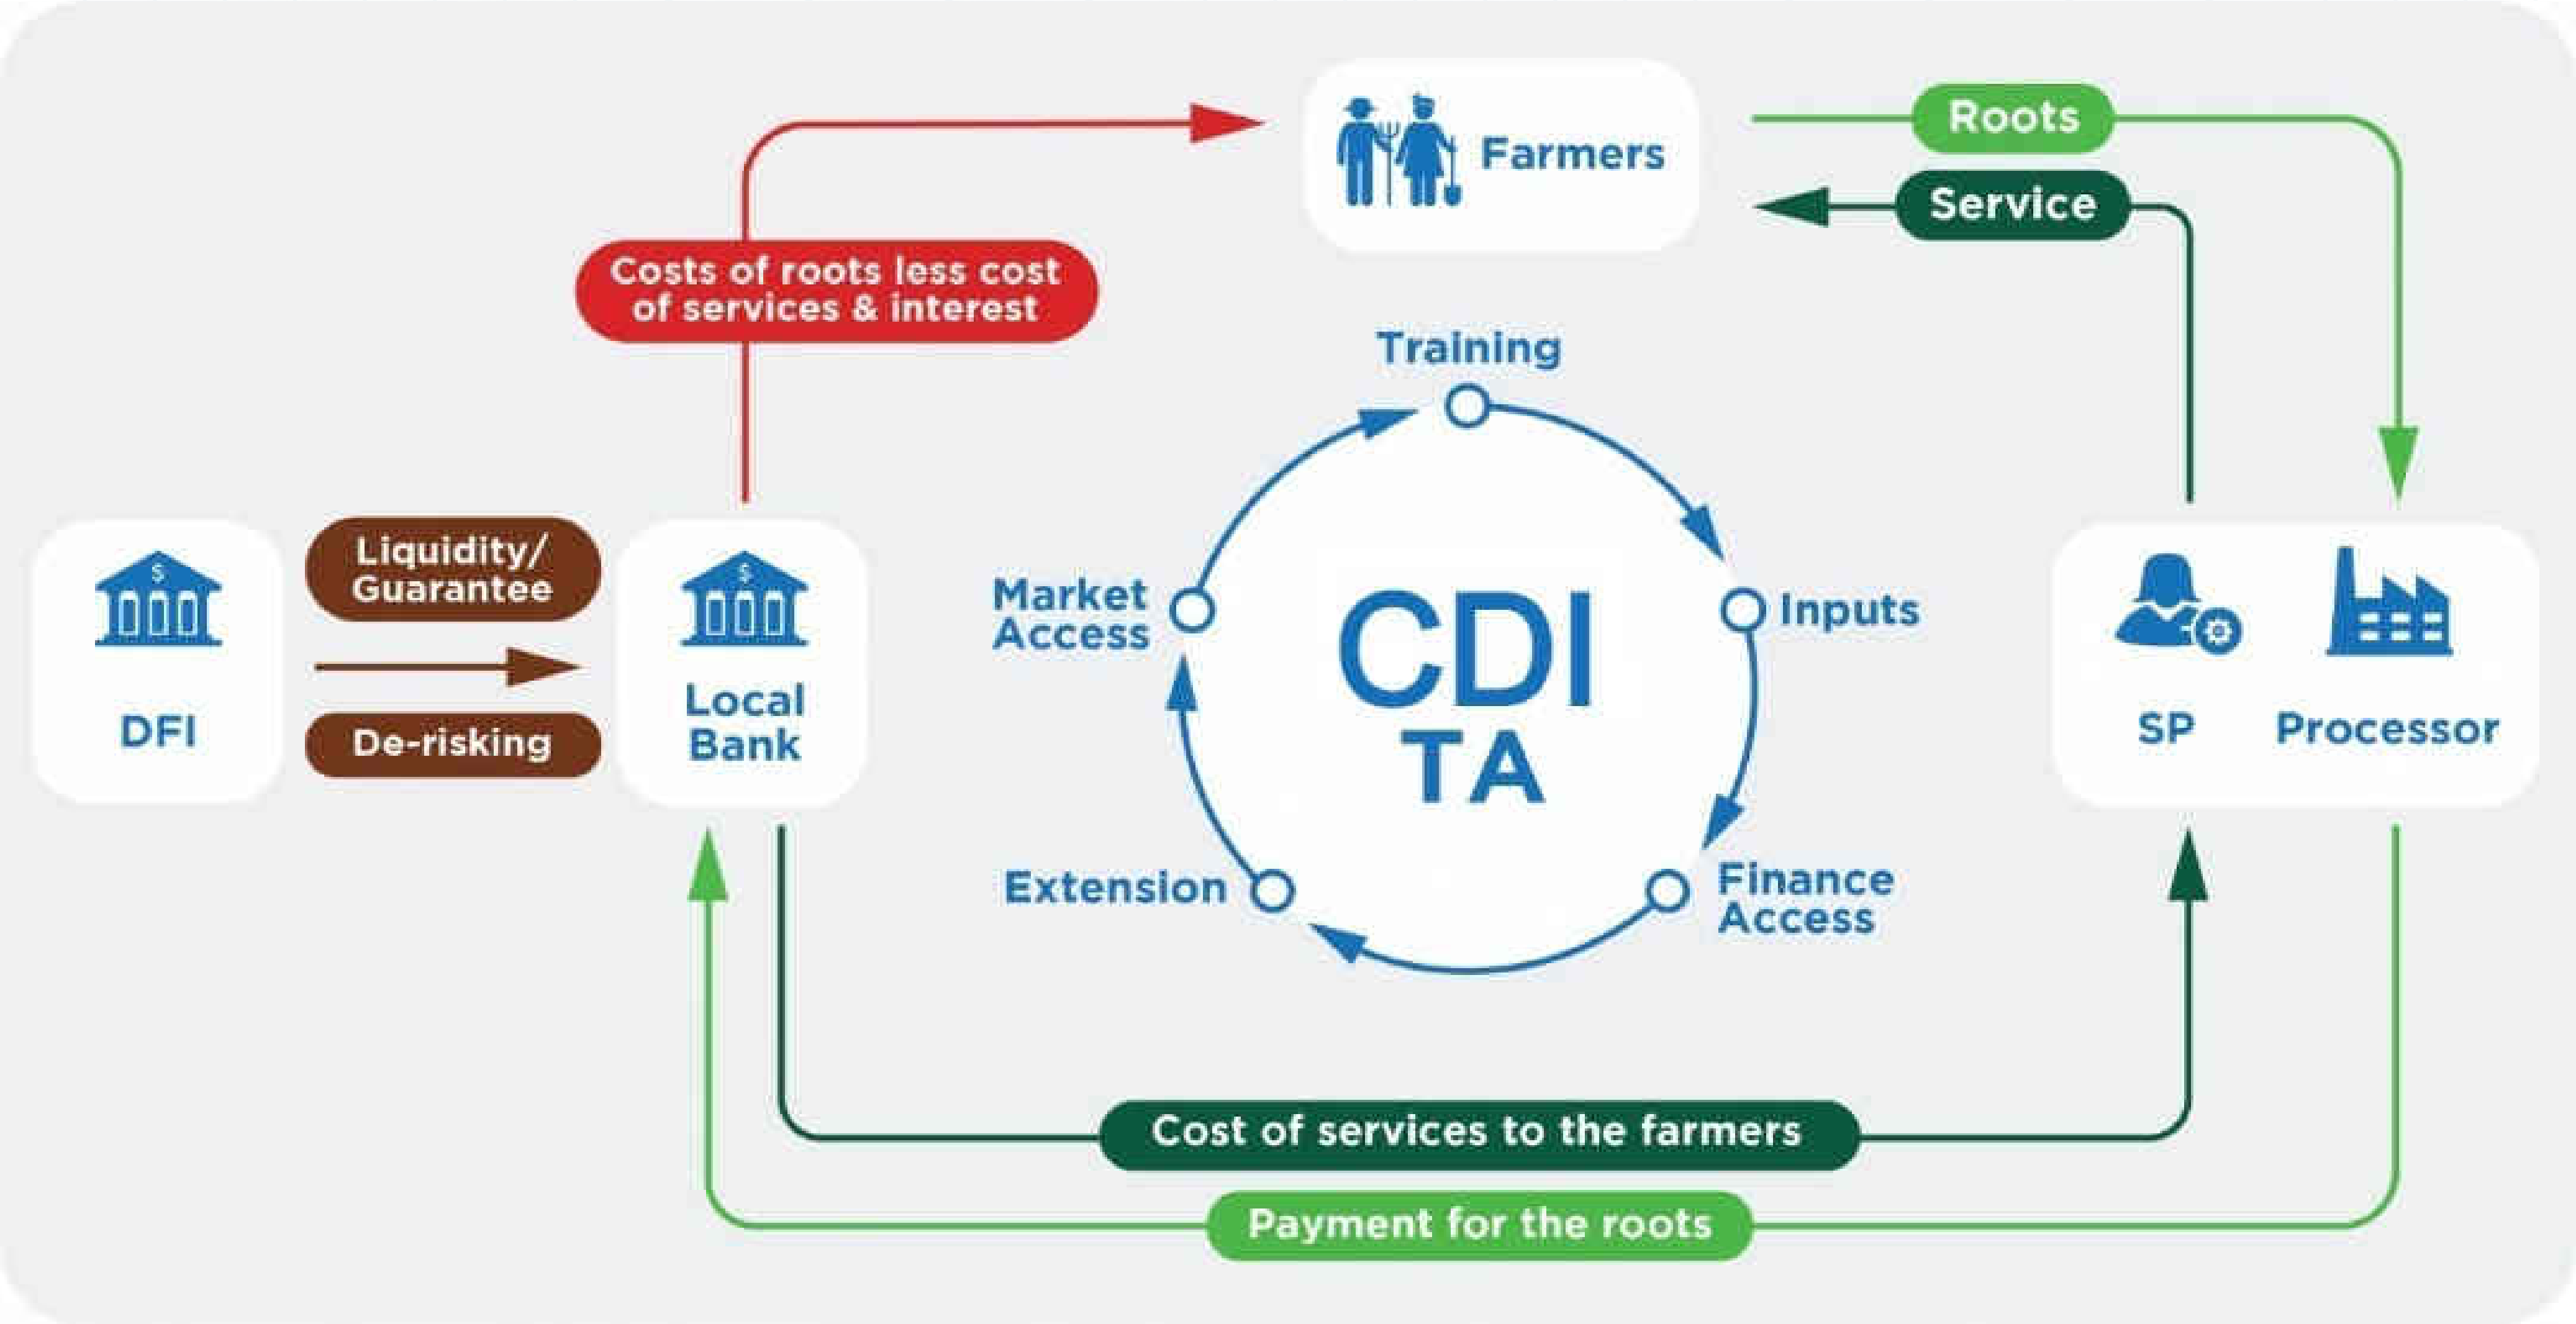 Farmers
Roots
Service
Costs of roots less cost
of services & interest
Training
Liquidity/
Guarantee
De-risking
DFI
$
Local
Bank
$
Market
Access
CDI
TA
Inputs
Extension
Finance
Access
SP
Processor
Cost of services to the farmers
Payment for the roots